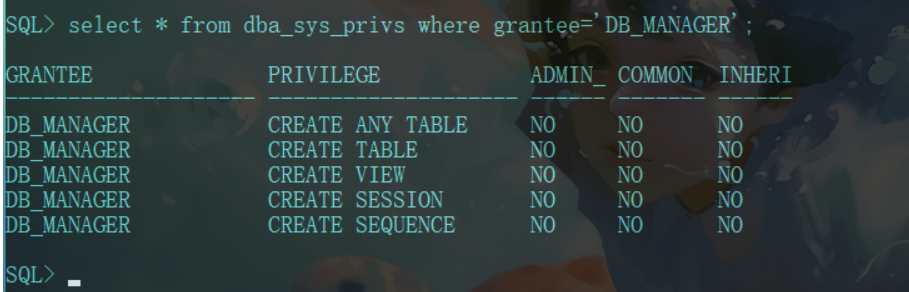 SQL> select * from dba_sys_privs where grantee='DB_MANAGER';
GRANTEE PRIVILEGE ADMIN_ COMMON INHERI
-------------------- -------------------- ------ ------- ------
DB_MANAGER CREATE ANY TABLE NO NO NO
DB_MANAGER CREATE TABLE NO NO NO
DB_MANAGER CREATE VIEW NO NO NO
DB_MANAGER CREATE SESSION NO NO NO
DB_MANAGER CREATE SEQUENCE NO NO NO
SQL>